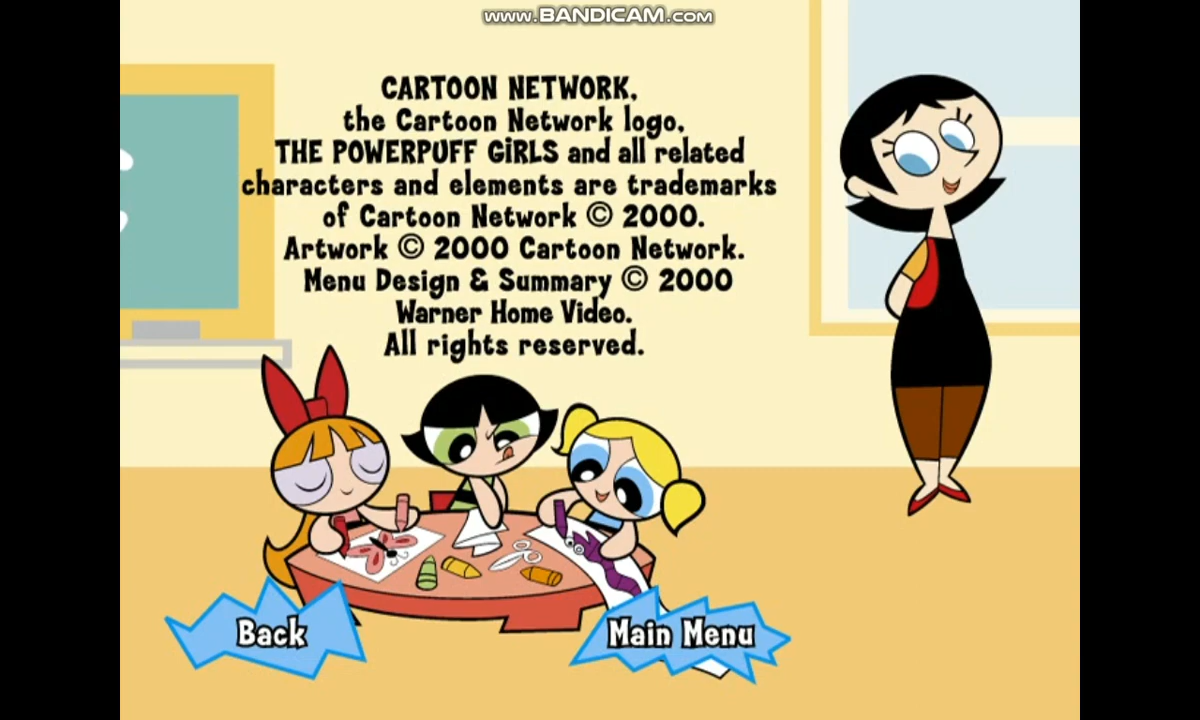 www.BANDICAM.com
CARTOON NETWORK,
the Cartoon Network logo,
THE POWERPUFF GiRLS and all related
characters and elements are trademarks
of Cartoon Network © 2000.
Artwork © 2000 Cartoon Network.
Menu Design & Summary © 2000
Warner Home Video.
All rights reserved.
Back
Main Menu